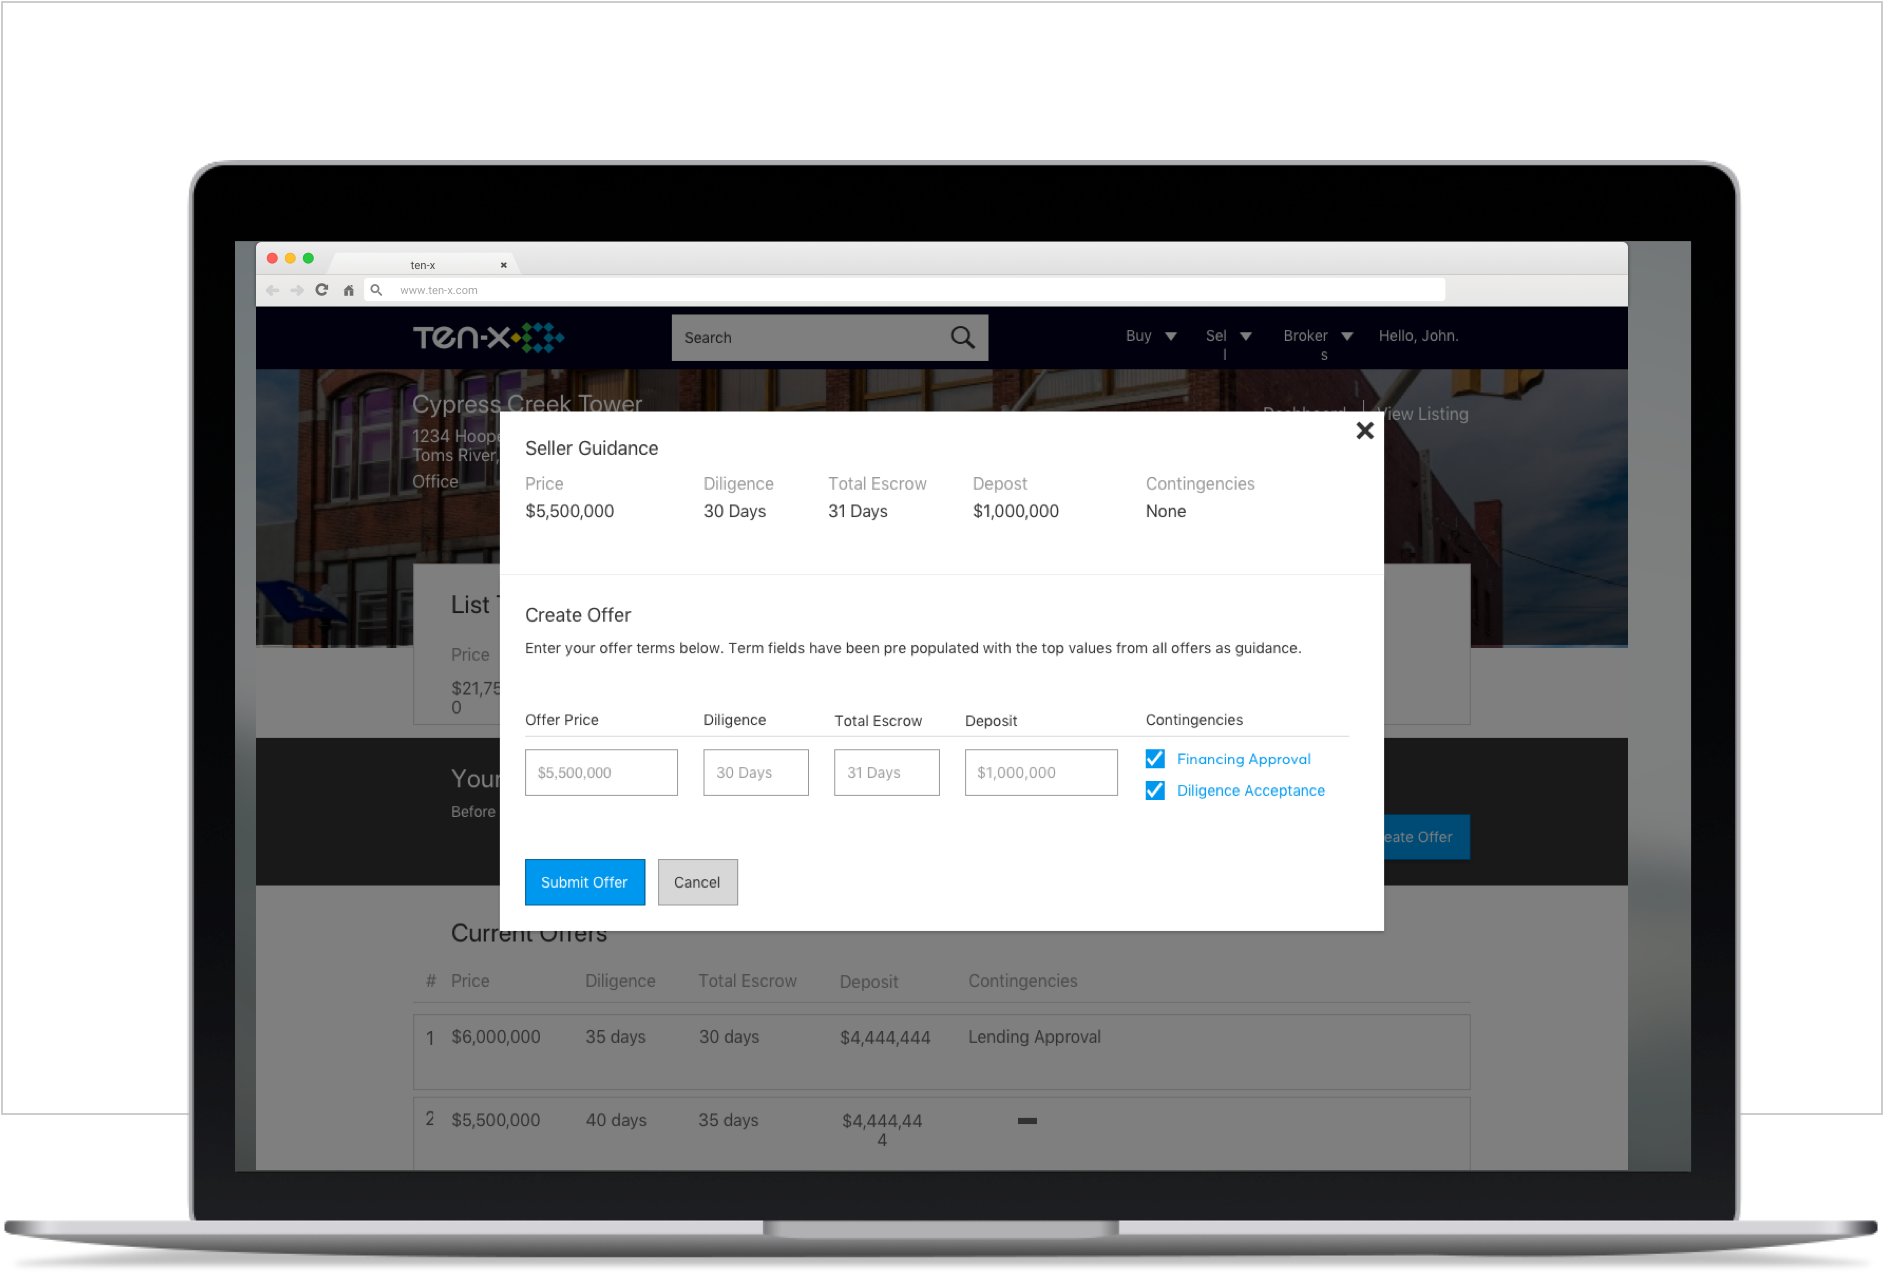 ten-x
www.ten-x.com
Ten-X
Search
Buy
Sel
l
Broker
s
Hello, John.
Cypress Creek Tower
1234 Hoope
Toms River,
Office
Dashboard
View Listing
Seller Guidance
Price Diligence Total Escrow Depost Contingencies
$5,500,000 30 Days 31 Days $1,000,000 None
List
Price
$21,75
0
Create Offer
Enter your offer terms below. Term fields have been pre populated with the top values from all offers as guidance.
Offer Price Diligence Total Escrow Deposit Contingencies
$5,500,000 30 Days 31 Days $1,000,000
Financing Approval
Diligence Acceptance
Your
Before
eate Offer
Submit Offer Cancel
Current Offers
# Price Diligence Total Escrow Deposit Contingencies
1 $6,000,000 35 days 30 days $4,444,444 Lending Approval
2 $5,500,000 40 days 35 days $4,444,44
4